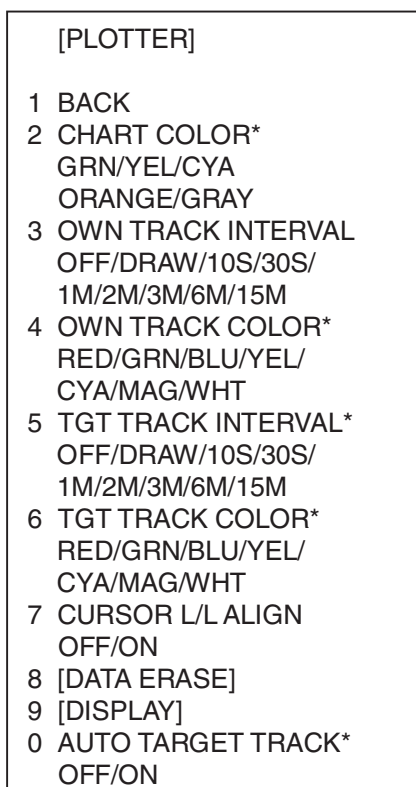 [PLOTTER]
1 BACK
2 CHART COLOR*
GRN/YEL/CYA
ORANGE/GRAY
3 OWN TRACK INTERVAL
OFF/DRAW/10S/30S/
1M/2M/3M/6M/15M
4 OWN TRACK COLOR*
RED/GRN/BLU/YEL/
CYA/MAG/WHT
5 TGT TRACK INTERVAL*
OFF/DRAW/10S/30S/
1M/2M/3M/6M/15M
6 TGT TRACK COLOR*
RED/GRN/BLU/YEL/
CYA/MAG/WHT
7 CURSOR L/L ALIGN
OFF/ON
8 [DATA ERASE]
9 [DISPLAY]
0 AUTO TARGET TRACK*
OFF/ON